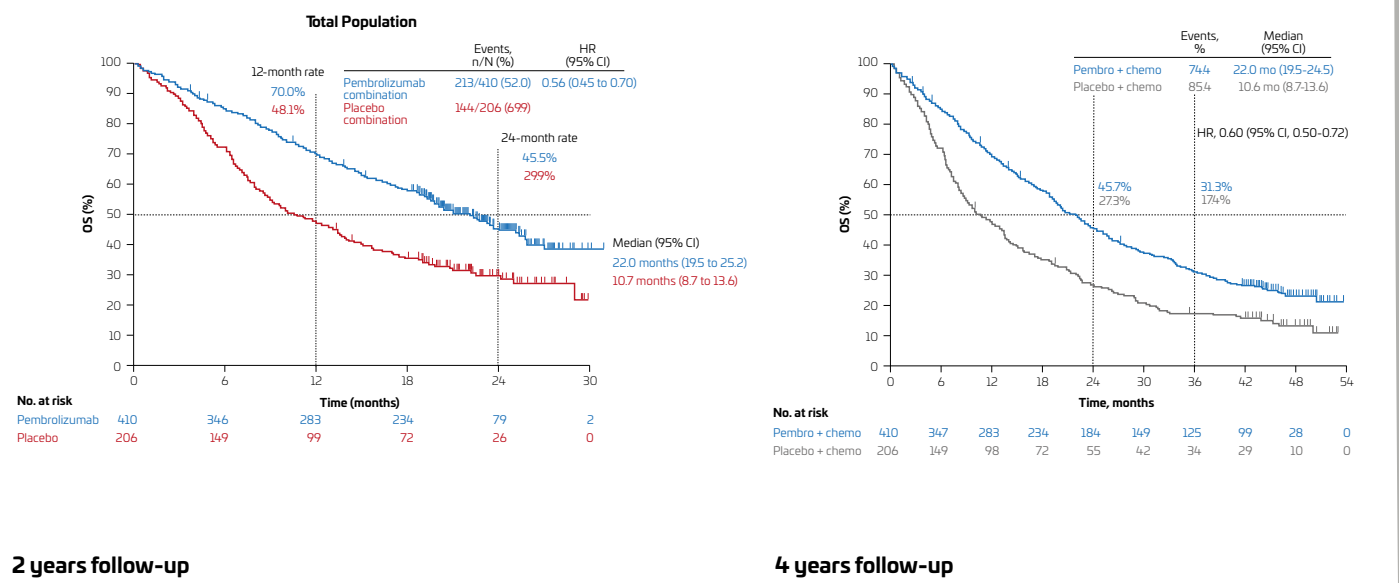 Total Population
Events, n/N (%)
HR (95% CI)
Pembrolizumab combination 213/410 (52.0) 0.56 (0.45 to 0.70)
Placebo combination 144/206 (69.9)
12-month rate
70.0%
48.1%
24-month rate
45.5%
29.9%
Median (95% CI)
22.0 months (19.5 to 25.2)
10.7 months (8.7 to 13.6)
OS (%)
100
90
80
70
60
50
40
30
20
10
0
0 6 12 18 24 30
Time (months)
No. at risk
Pembrolizumab 410 346 283 234 79 2
Placebo 206 149 99 72 26 0
2 years follow-up
Events, %
Median (95% CI)
Pembro + chemo 74.4 22.0 mo (19.5-24.5)
Placebo + chemo 85.4 10.6 mo (8.7-13.6)
HR, 0.60 (95% CI, 0.50-0.72)
45.7%
27.3%
31.3%
17.4%
OS (%)
100
90
80
70
60
50
40
30
20
10
0
0 6 12 18 24 30 36 42 48 54
Time, months
No. at risk
Pembro + chemo 410 347 283 234 184 149 125 99 28 0
Placebo + chemo 206 149 98 72 55 42 34 29 10 0
4 years follow-up